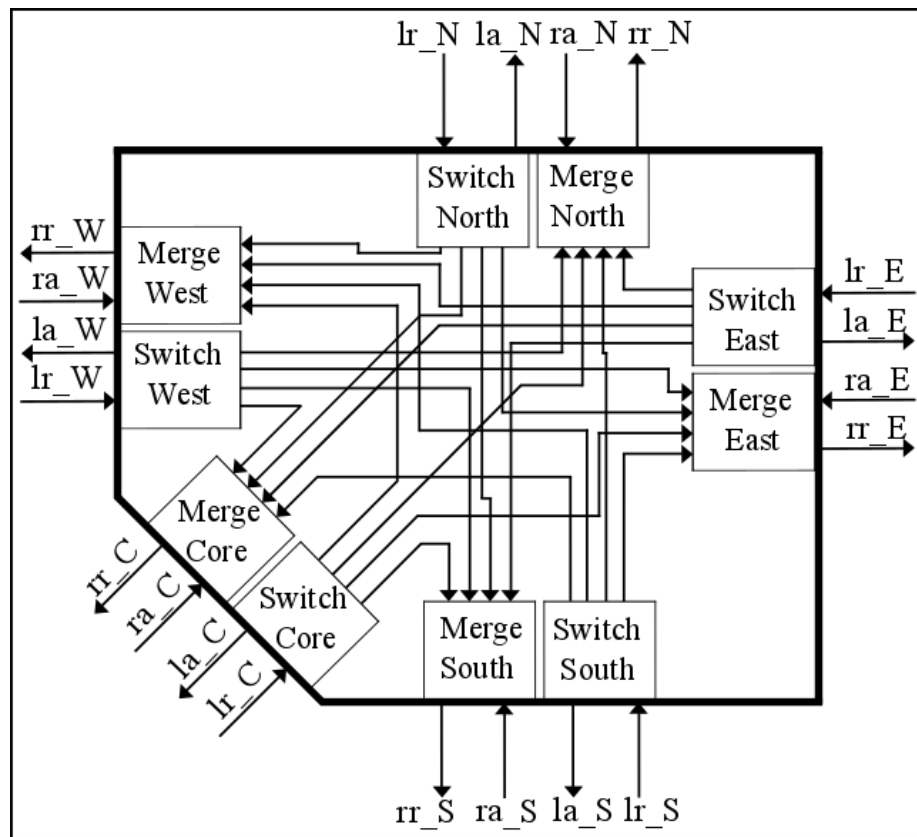 lr_N la_N ra_N rr_N
Switch
North
Merge
North
rr_W
ra_W
la_W
lr_W
Merge
West
Switch
West
Switch
East
Merge
East
lr_E
la_E
ra_E
rr_E
Merge
Core
Switch
Core
rr_C
ra_C
la_C
lr_C
Merge
South
Switch
South
rr_S ra_S la_S lr_S